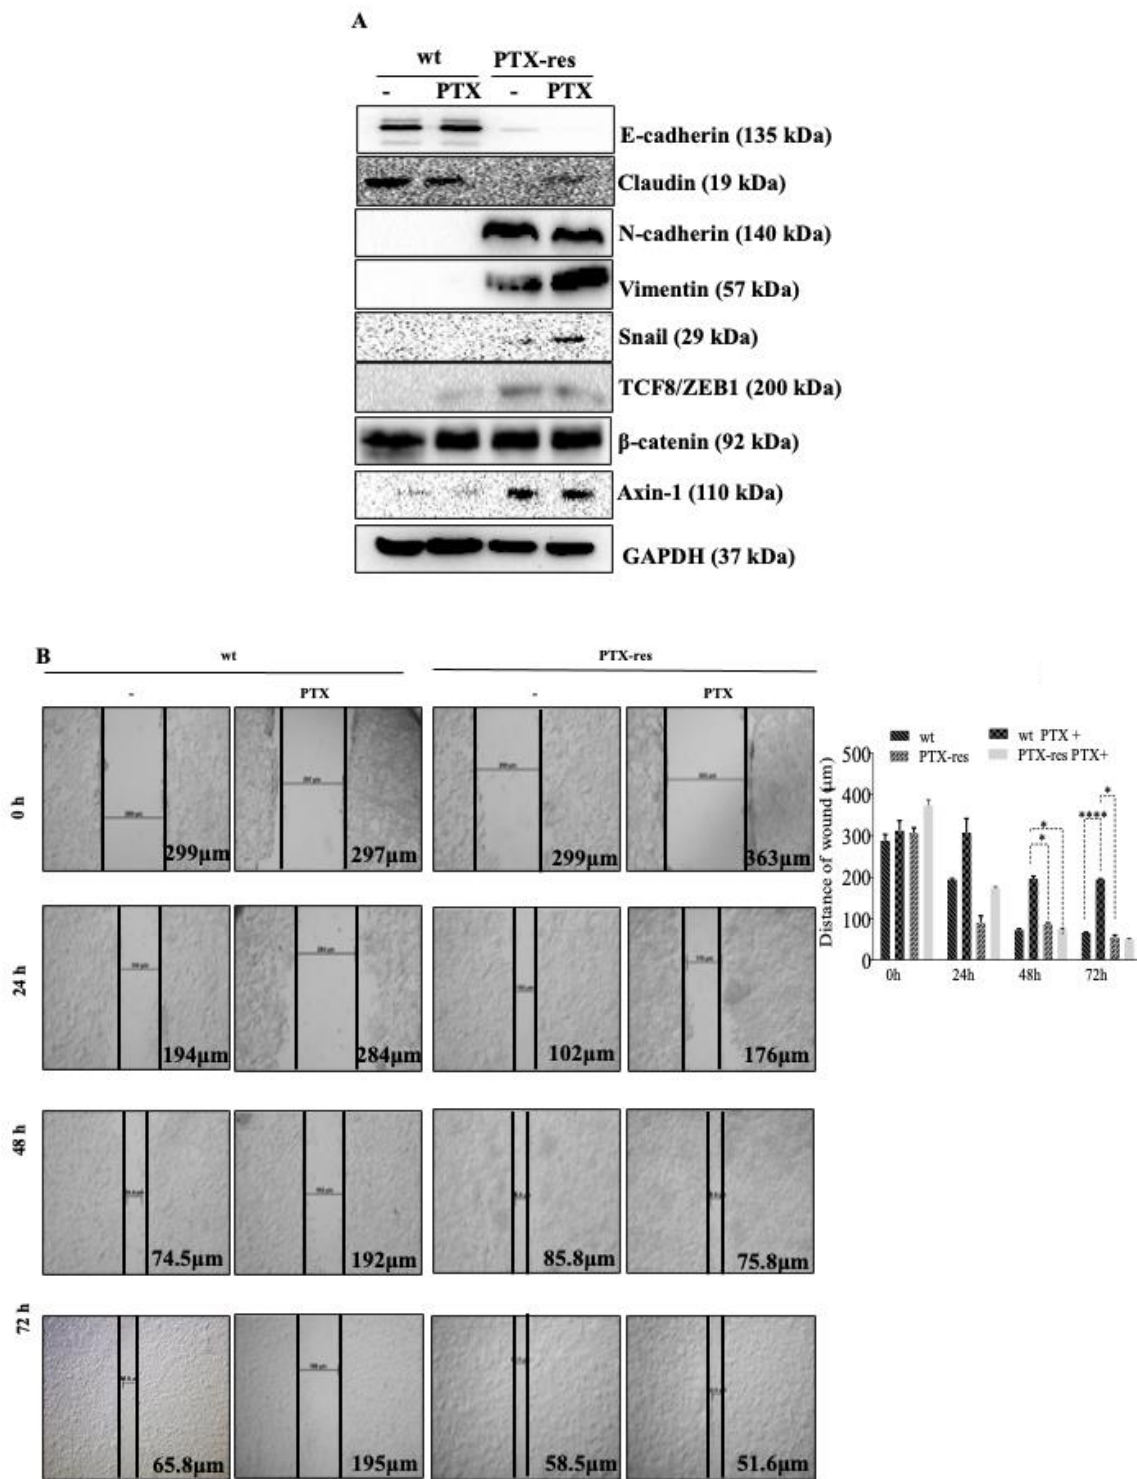 A
wt PTX-res
- PTX - PTX
E-cadherin (135 kDa)
Claudin (19 kDa)
N-cadherin (140 kDa)
Vimentin (57 kDa)
Snail (29 kDa)
TCF8/ZEB1 (200 kDa)
β-catenin (92 kDa)
Axin-1 (110 kDa)
GAPDH (37 kDa)
B
wt PTX-res
- PTX - PTX
0 h
299μm 297μm 299μm 363μm
24 h
194μm 284μm 102μm 176μm
48 h
74.5μm 192μm 85.8μm 75.8μm
72 h
65.8μm 195μm 58.5μm 51.6μm
wt wt PTX +
PTX-res PTX-res PTX+
Distance of wound (μm)
500
400
300
200
100
0
* * **** *
0h 24h 48h 72h